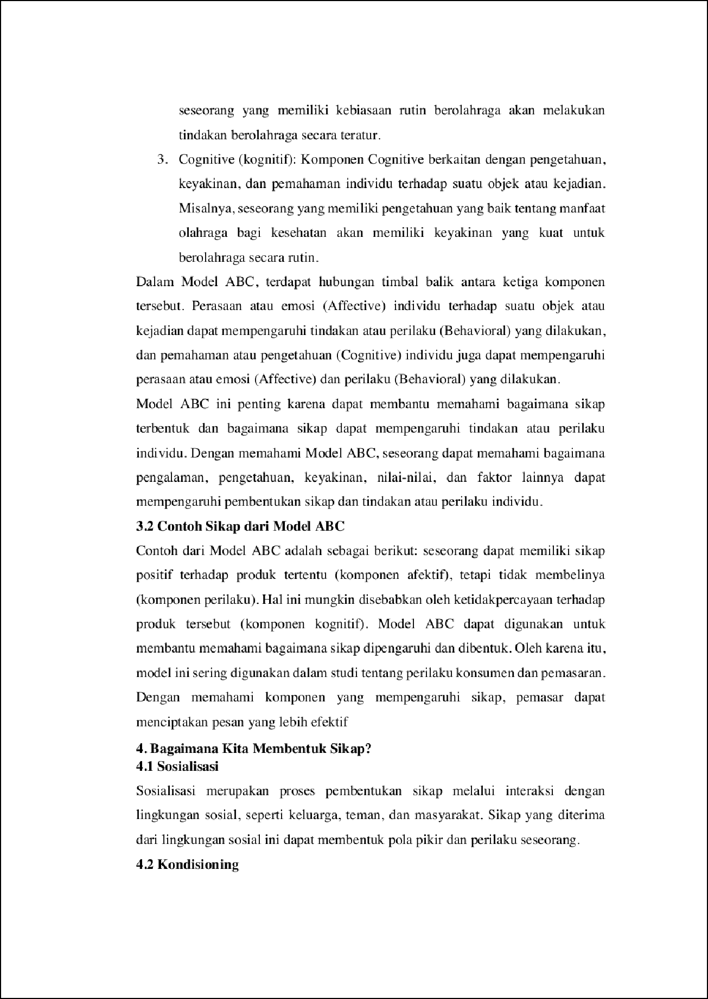 seseorang yang memiliki kebiasaan rutin berolahraga akan melakukan
tindakan berolahraga secara teratur.
3. Cognitive (kognitif): Komponen Cognitive berkaitan dengan pengetahuan,
keyakinan, dan pemahaman individu terhadap suatu objek atau kejadian.
Misalnya, seseorang yang memiliki pengetahuan yang baik tentang manfaat
olahraga bagi kesehatan akan memiliki keyakinan yang kuat untuk
berolahraga secara rutin.
Dalam Model ABC, terdapat hubungan timbal balik antara ketiga komponen
tersebut. Perasaan atau emosi (Affective) individu terhadap suatu objek atau
kejadian dapat mempengaruhi tindakan atau perilaku (Behavioral) yang dilakukan,
dan pemahaman atau pengetahuan (Cognitive) individu juga dapat mempengaruhi
perasaan atau emosi (Affective) dan perilaku (Behavioral) yang dilakukan.
Model ABC ini penting karena dapat membantu memahami bagaimana sikap
terbentuk dan bagaimana sikap dapat mempengaruhi tindakan atau perilaku
individu. Dengan memahami Model ABC, seseorang dapat memahami bagaimana
pengalaman, pengetahuan, keyakinan, nilai-nilai, dan faktor lainnya dapat
mempengaruhi pembentukan sikap dan tindakan atau perilaku individu.
3.2 Contoh Sikap dari Model ABC
Contoh dari Model ABC adalah sebagai berikut: seseorang dapat memiliki sikap
positif terhadap produk tertentu (komponen afektif), tetapi tidak membelinya
(komponen perilaku). Hal ini mungkin disebabkan oleh ketidakpercayaan terhadap
produk tersebut (komponen kognitif). Model ABC dapat digunakan untuk
membantu memahami bagaimana sikap dipengaruhi dan dibentuk. Oleh karena itu,
model ini sering digunakan dalam studi tentang perilaku konsumen dan pemasaran.
Dengan memahami komponen yang mempengaruhi sikap, pemasar dapat
menciptakan pesan yang lebih efektif
4. Bagaimana Kita Membentuk Sikap?
4.1 Sosialisasi
Sosialisasi merupakan proses pembentukan sikap melalui interaksi dengan
lingkungan sosial, seperti keluarga, teman, dan masyarakat. Sikap yang diterima
dari lingkungan sosial ini dapat membentuk pola pikir dan perilaku seseorang.
4.2 Kondisioning